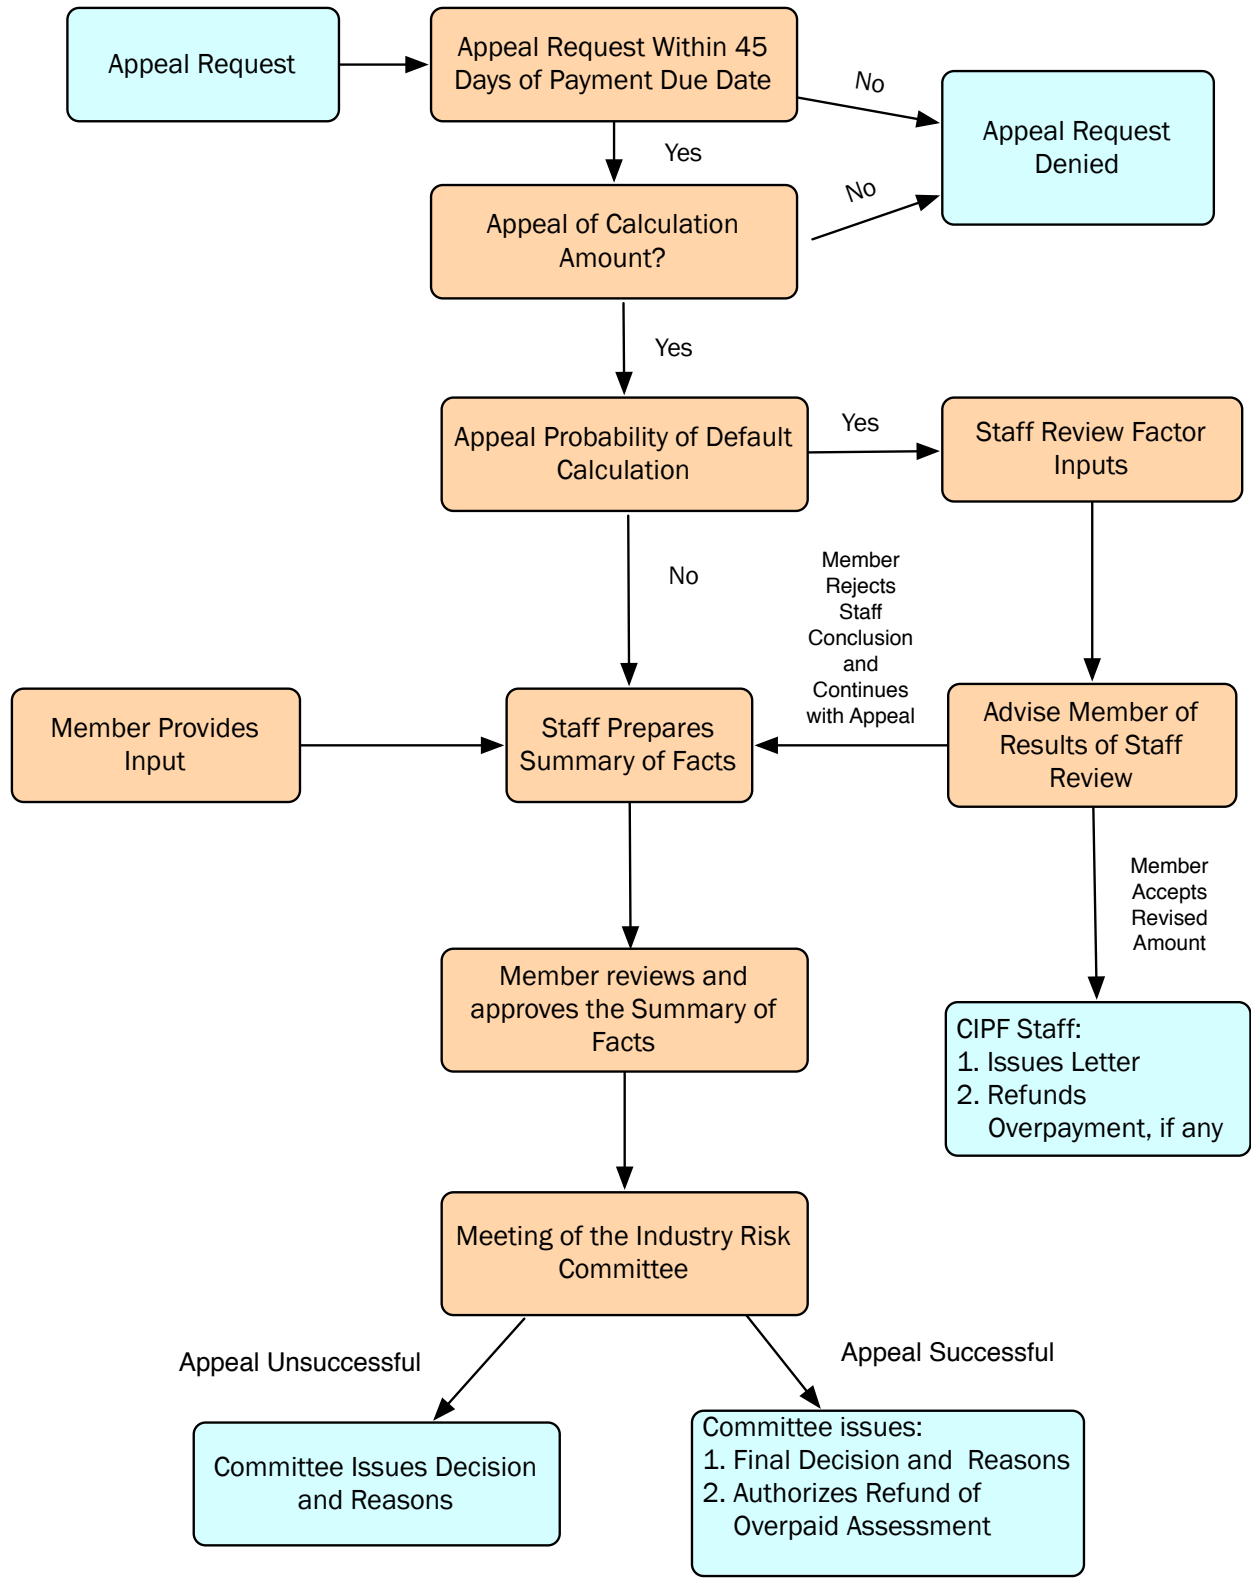 Appeal Request
Appeal Request Within 45
Days of Payment Due Date
No
Appeal Request
Denied
Yes
No
Appeal of Calculation
Amount?
Yes
Appeal Probability of Default
Calculation
Yes
Staff Review Factor
Inputs
No
Member
Rejects
Staff
Conclusion
and
Continues
with Appeal
Member Provides
Input
Staff Prepares
Summary of Facts
Advise Member of
Results of Staff
Review
Member
Accepts
Revised
Amount
Member reviews and
approves the Summary of
Facts
CIPF Staff:
1. Issues Letter
2. Refunds
Overpayment, if any
Meeting of the Industry Risk
Committee
Appeal Unsuccessful
Appeal Successful
Committee Issues Decision
and Reasons
Committee issues:
1. Final Decision and  Reasons
2. Authorizes Refund of
Overpaid Assessment